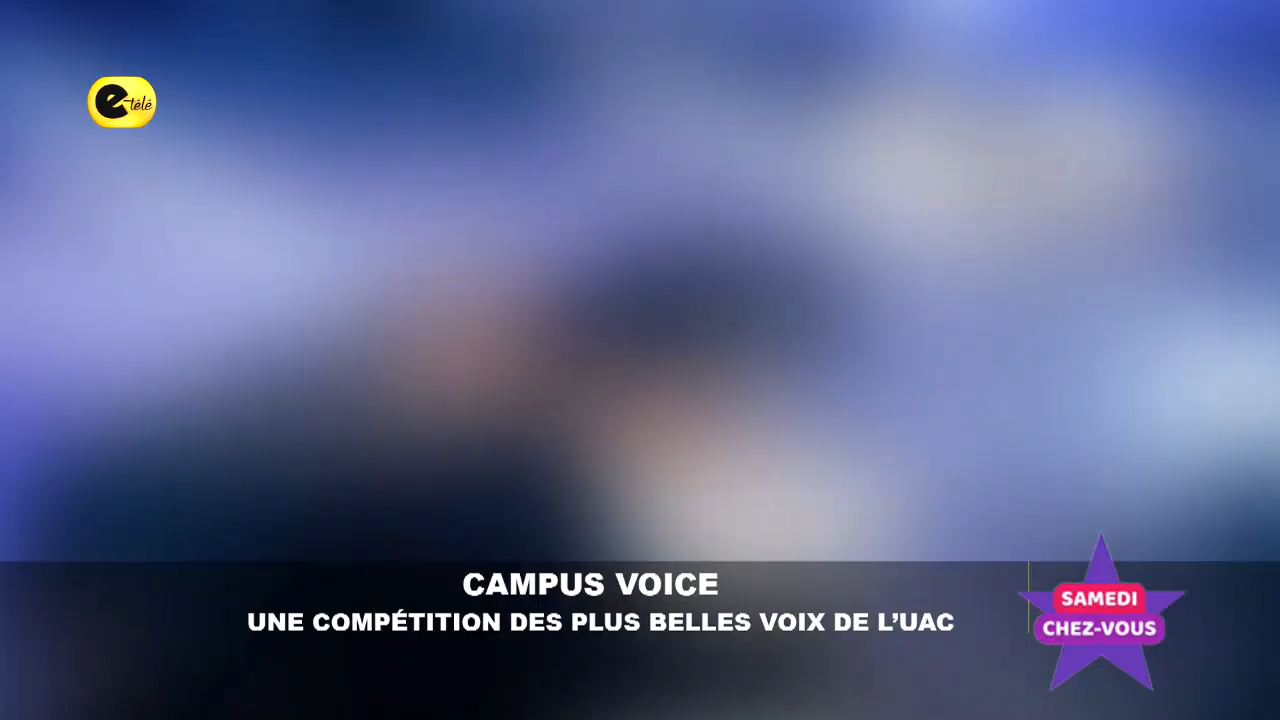 e-télé
CAMPUS VOICE
UNE COMPÉTITION DES PLUS BELLES VOIX DE L’UAC
SAMEDI
CHEZ-VOUS